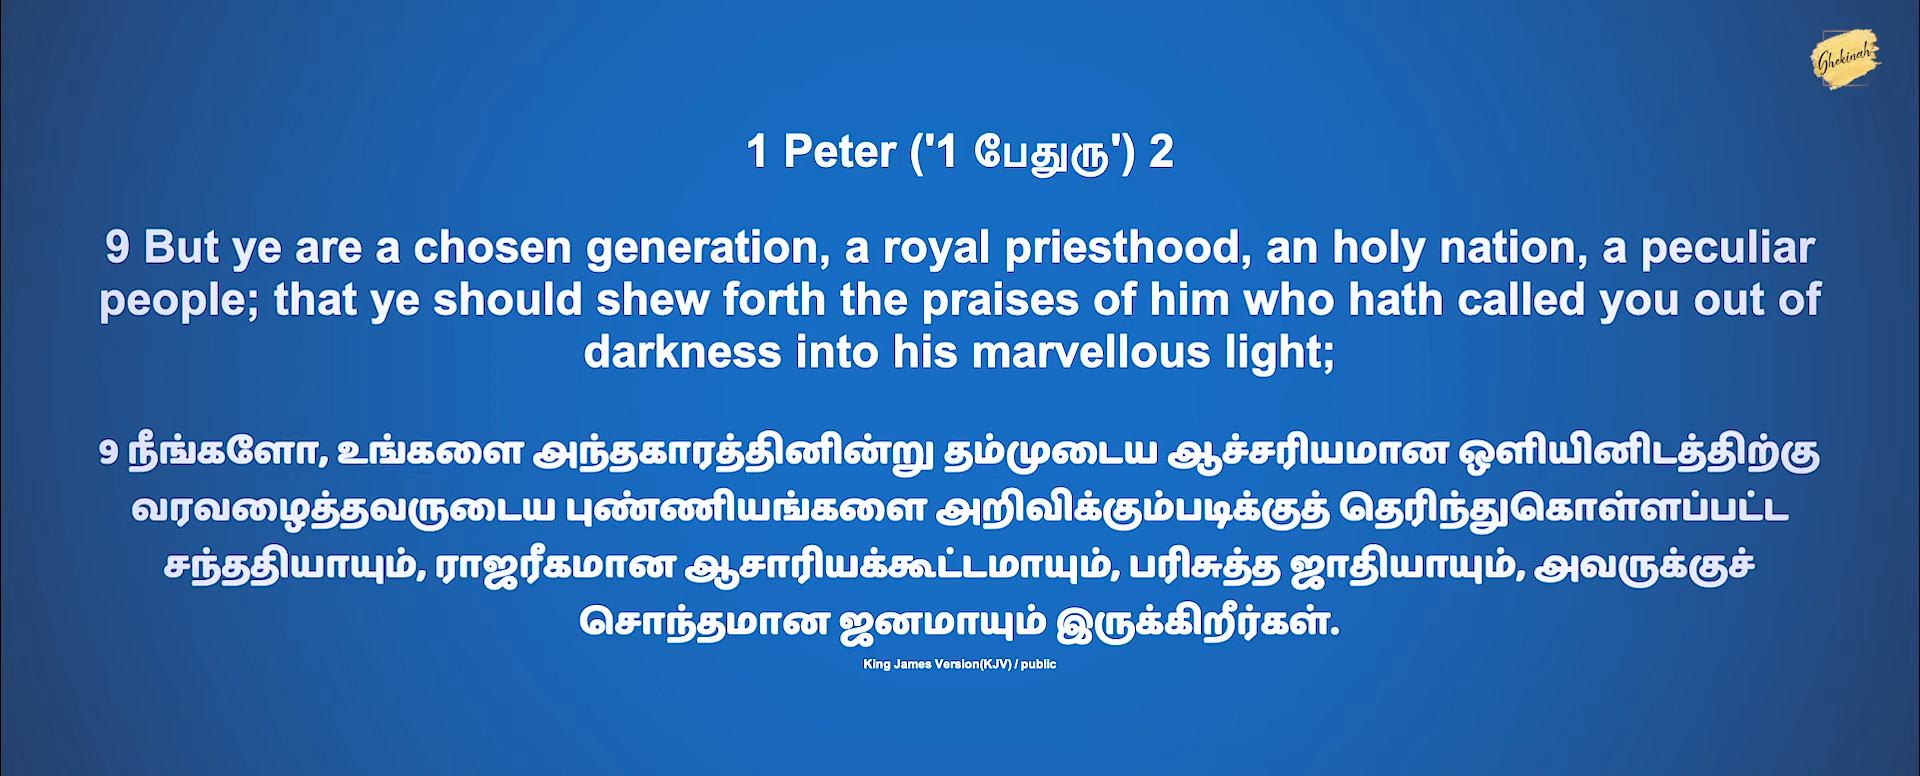 Ghekinah
1 Peter ('1 பேதுரு') 2
9 But ye are a chosen generation, a royal priesthood, an holy nation, a peculiar
people; that ye should shew forth the praises of him who hath called you out of
darkness into his marvellous light;
9 நீங்களோ, உங்களை அந்தகாரத்தினின்று தம்முடைய ஆச்சரியமான ஒளியினிடத்திற்கு
வரவழைத்தவருடைய புண்ணியங்களை அறிவிக்கும்படிக்குத் தெரிந்துகொள்ளப்பட்ட
சந்ததியாயும், ராஜரீகமான ஆசாரியக்கூட்டமாயும், பரிசுத்த ஜாதியாயும், அவருக்குச்
சொந்தமான ஜனமாயும் இருக்கிறீர்கள்.
King James Version(KJV) / public